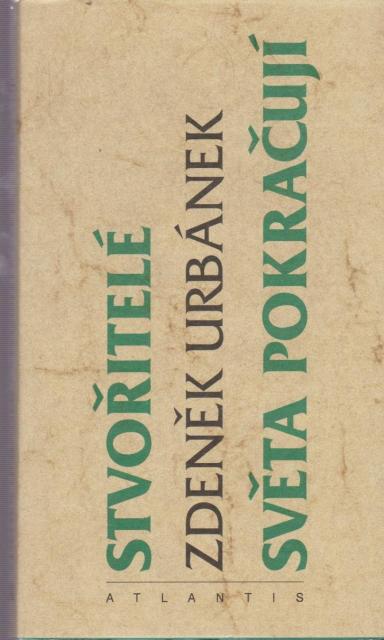 STVOŘITELÉ
ZDENĚK URBÁNEK
SVĚTA POKRAČUJÍ
ATLANTIS